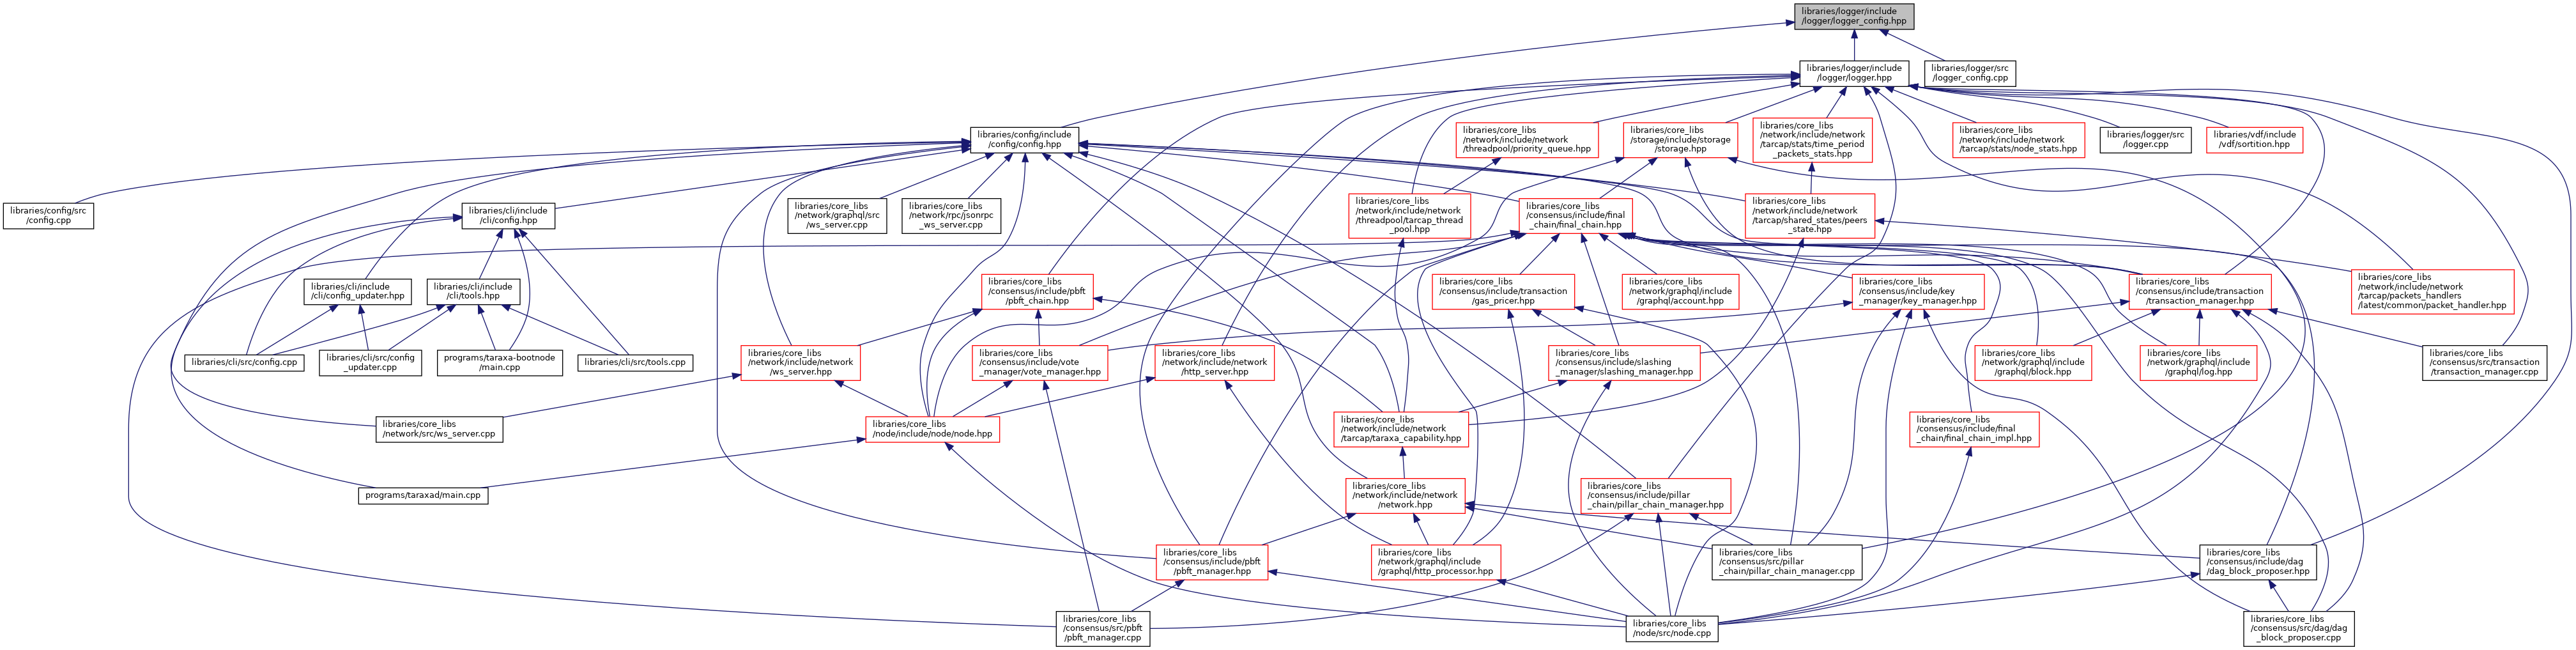 libraries/logger/include
/logger/logger_config.hpp
libraries/logger/include
/logger/logger.hpp
libraries/logger/src
/logger_config.cpp
libraries/config/include
/config/config.hpp
libraries/core_libs
/network/include/network
/threadpool/priority_queue.hpp
libraries/core_libs
/storage/include/storage
/storage.hpp
libraries/core_libs
/network/include/network
/tarcap/stats/time_period
_packets_stats.hpp
libraries/core_libs
/network/include/network
/tarcap/stats/node_stats.hpp
libraries/logger/src
/logger.cpp
libraries/vdf/include
/vdf/sortition.hpp
libraries/config/src
/config.cpp
libraries/cli/include
/cli/config.hpp
libraries/core_libs
/network/graphql/src
/ws_server.cpp
libraries/core_libs
/network/rpc/jsonrpc
_ws_server.cpp
libraries/core_libs
/network/include/network
/threadpool/tarcap_thread
_pool.hpp
libraries/core_libs
/consensus/include/final
_chain/final_chain.hpp
libraries/core_libs
/network/include/network
/tarcap/shared_states/peers
_state.hpp
libraries/cli/include
/cli/config_updater.hpp
libraries/cli/include
/cli/tools.hpp
libraries/core_libs
/consensus/include/pbft
/pbft_chain.hpp
libraries/core_libs
/consensus/include/transaction
/gas_pricer.hpp
libraries/core_libs
/network/graphql/include
/graphql/account.hpp
libraries/core_libs
/consensus/include/key
_manager/key_manager.hpp
libraries/core_libs
/consensus/include/transaction
/transaction_manager.hpp
libraries/core_libs
/network/include/network
/tarcap/packets_handlers
/latest/common/packet_handler.hpp
libraries/cli/src/config.cpp
libraries/cli/src/config
_updater.cpp
programs/taraxa-bootnode
/main.cpp
libraries/cli/src/tools.cpp
libraries/core_libs
/network/include/network
/ws_server.hpp
libraries/core_libs
/consensus/include/vote
_manager/vote_manager.hpp
libraries/core_libs
/network/include/network
/http_server.hpp
libraries/core_libs
/consensus/include/slashing
_manager/slashing_manager.hpp
libraries/core_libs
/network/graphql/include
/graphql/block.hpp
libraries/core_libs
/network/graphql/include
/graphql/log.hpp
libraries/core_libs
/consensus/src/transaction
/transaction_manager.cpp
libraries/core_libs
/network/src/ws_server.cpp
libraries/core_libs
/node/include/node/node.hpp
libraries/core_libs
/network/include/network
/tarcap/taraxa_capability.hpp
libraries/core_libs
/consensus/include/final
_chain/final_chain_impl.hpp
programs/taraxad/main.cpp
libraries/core_libs
/network/include/network
/network.hpp
libraries/core_libs
/consensus/include/pillar
_chain/pillar_chain_manager.hpp
libraries/core_libs
/consensus/include/pbft
/pbft_manager.hpp
libraries/core_libs
/network/graphql/include
/graphql/http_processor.hpp
libraries/core_libs
/consensus/src/pillar
_chain/pillar_chain_manager.cpp
libraries/core_libs
/consensus/include/dag
/dag_block_proposer.hpp
libraries/core_libs
/consensus/src/pbft
/pbft_manager.cpp
libraries/core_libs
/node/src/node.cpp
libraries/core_libs
/consensus/src/dag/dag
_block_proposer.cpp